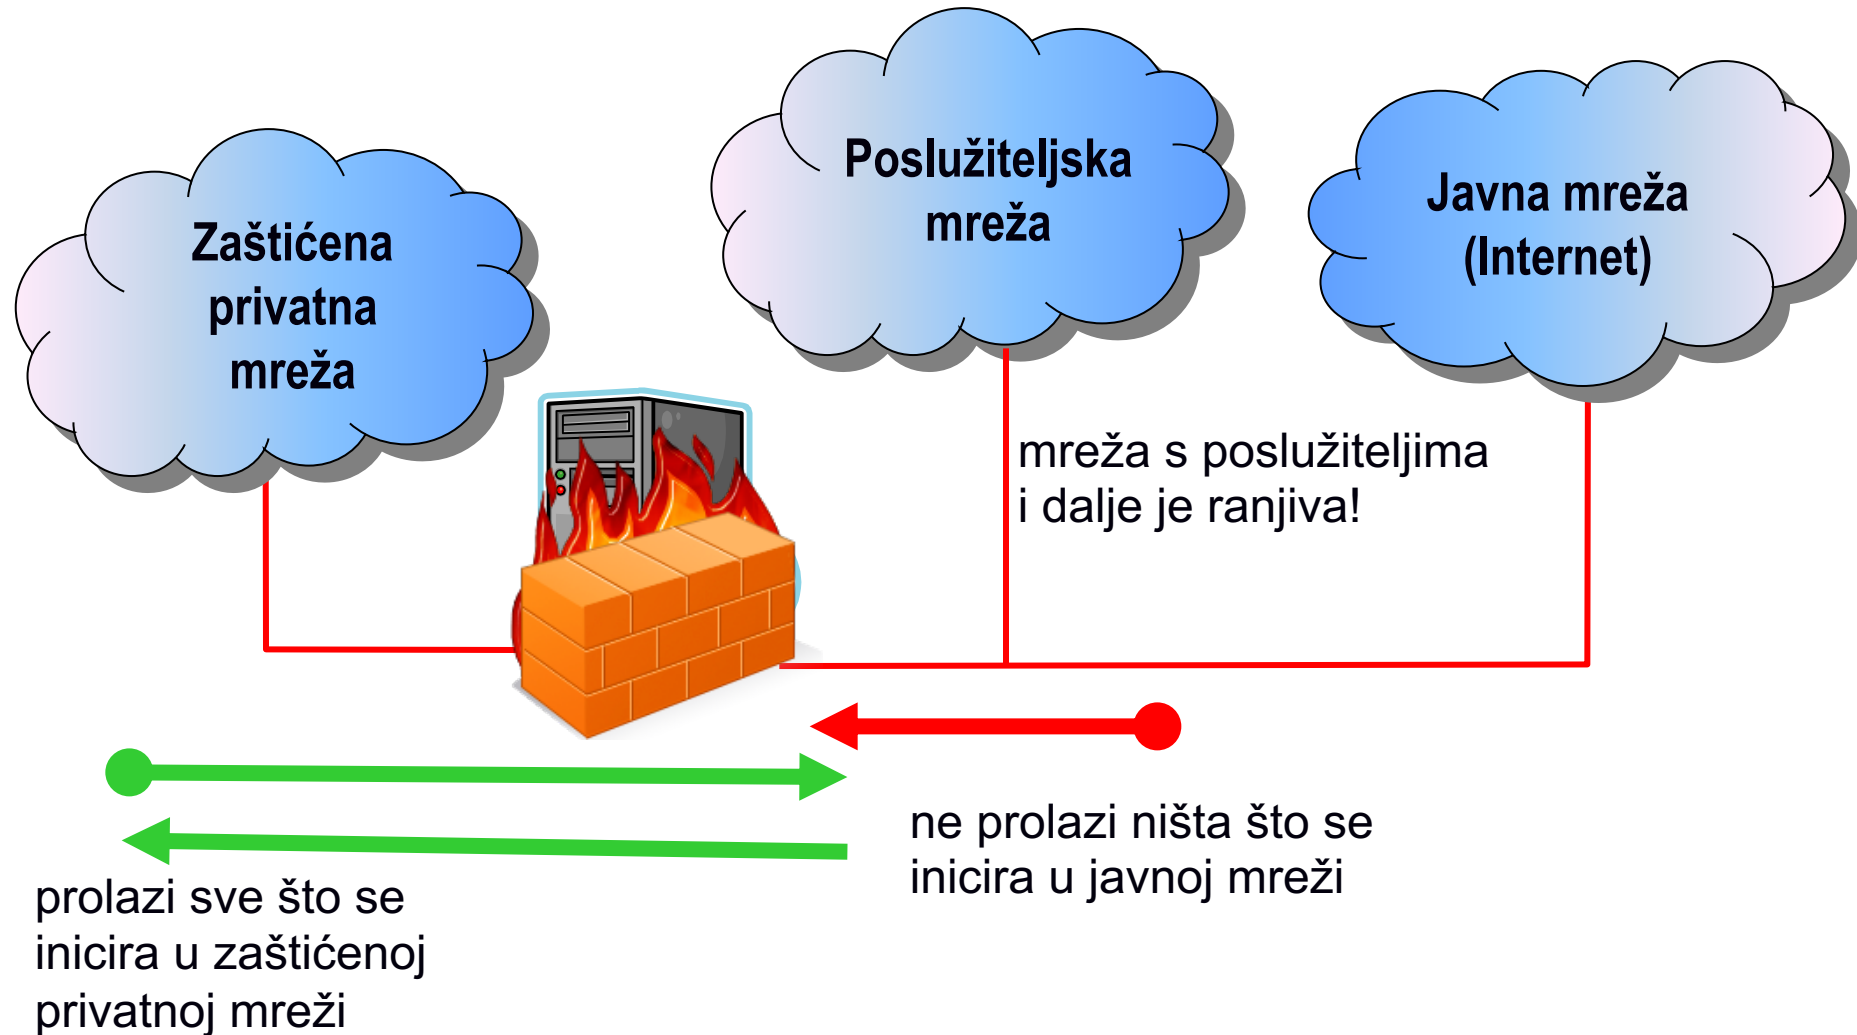 Zaštićena
privatna
mreža
Poslužiteljska
mreža
Javna mreža
(Internet)
mreža s poslužiteljima
i dalje je ranjiva!
ne prolazi ništa što se
inicira u javnoj mreži
prolazi sve što se
inicira u zaštićenoj
privatnoj mreži